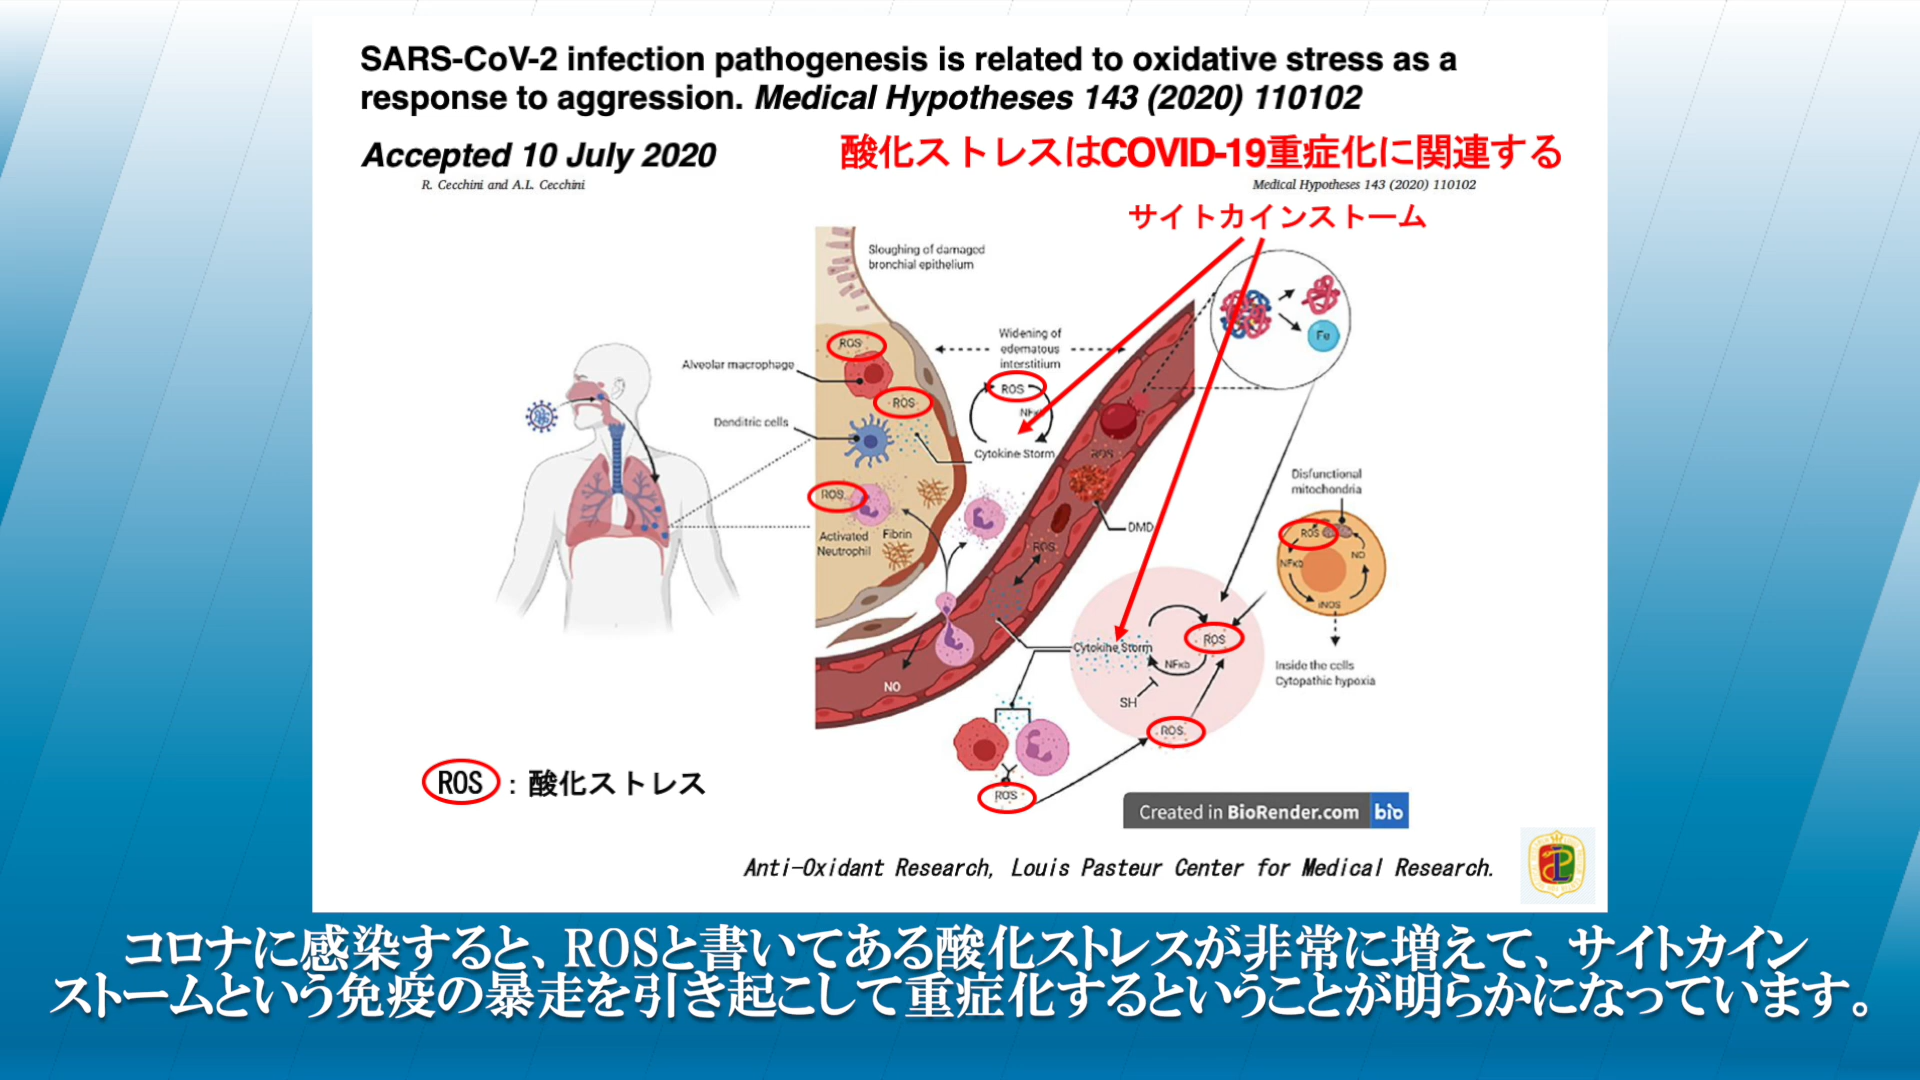 SARS-CoV-2 infection pathogenesis is related to oxidative stress as a
response to aggression. Medical Hypotheses 143 (2020) 110102
Accepted 10 July 2020
酸化ストレスはCOVID-19重症化に関連する
R. Cecchini and A.L. Cecchini
Medical Hypotheses 143 (2020) 110102
サイトカインストーム
Sloughing of damaged
bronchial epithelium
Widening of
edematous
interstitium
Fe
ROS
Alveolar macrophage
ROS
ROS
NFκb
Denditric cells
Cytokine Storm
ROS
Disfunctional
mitochondria
ROS
DMD
Activated
Neutrophil
Fibrin
ROS
ROS
NO
NFκb
iNOS
Cytokine Storm
ROS
NFκb
Inside the cells
Cytopathic hypoxia
NO
SH
ROS
ROS
ROS：酸化ストレス
Created in BioRender.com bio
Anti-Oxidant Research, Louis Pasteur Center for Medical Research.
コロナに感染すると、ROSと書いてある酸化ストレスが非常に増えて、サイトカイン
ストームという免疫の暴走を引き起こして重症化するということが明らかになっています。